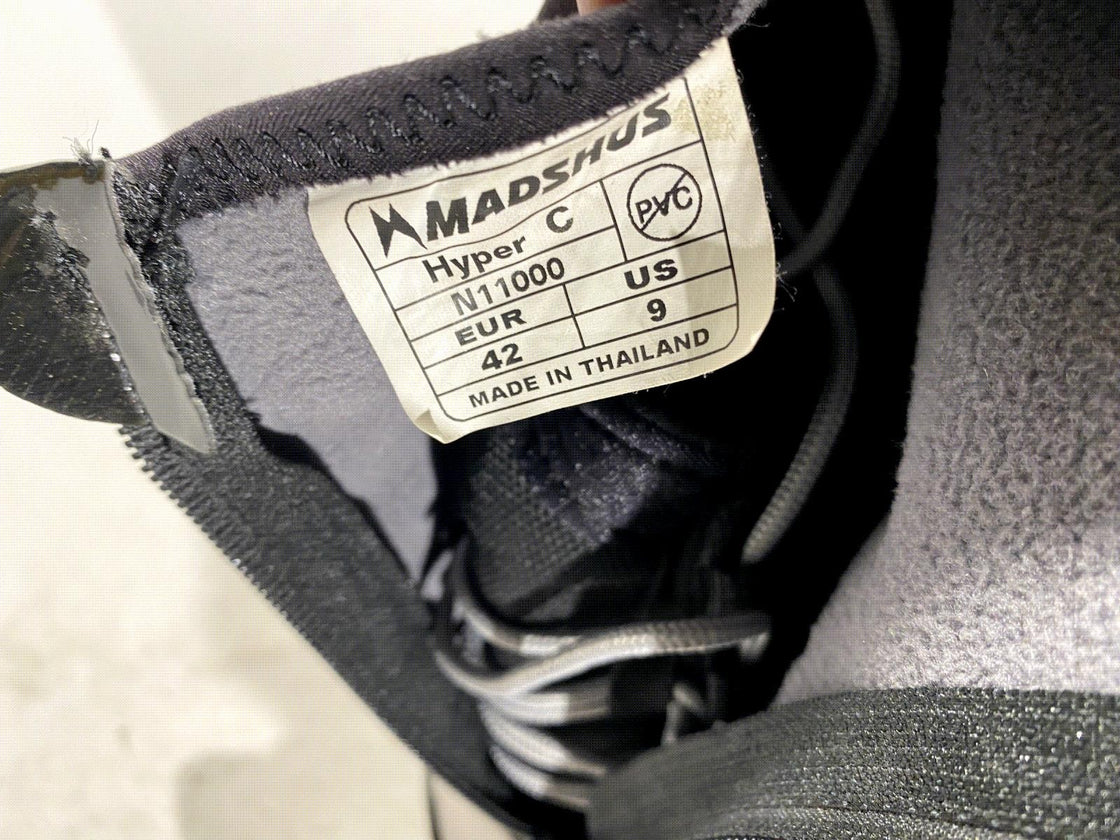 MADSHUS
Hyper C
PVC
N11000
EUR US
42 9
MADE IN THAILAND